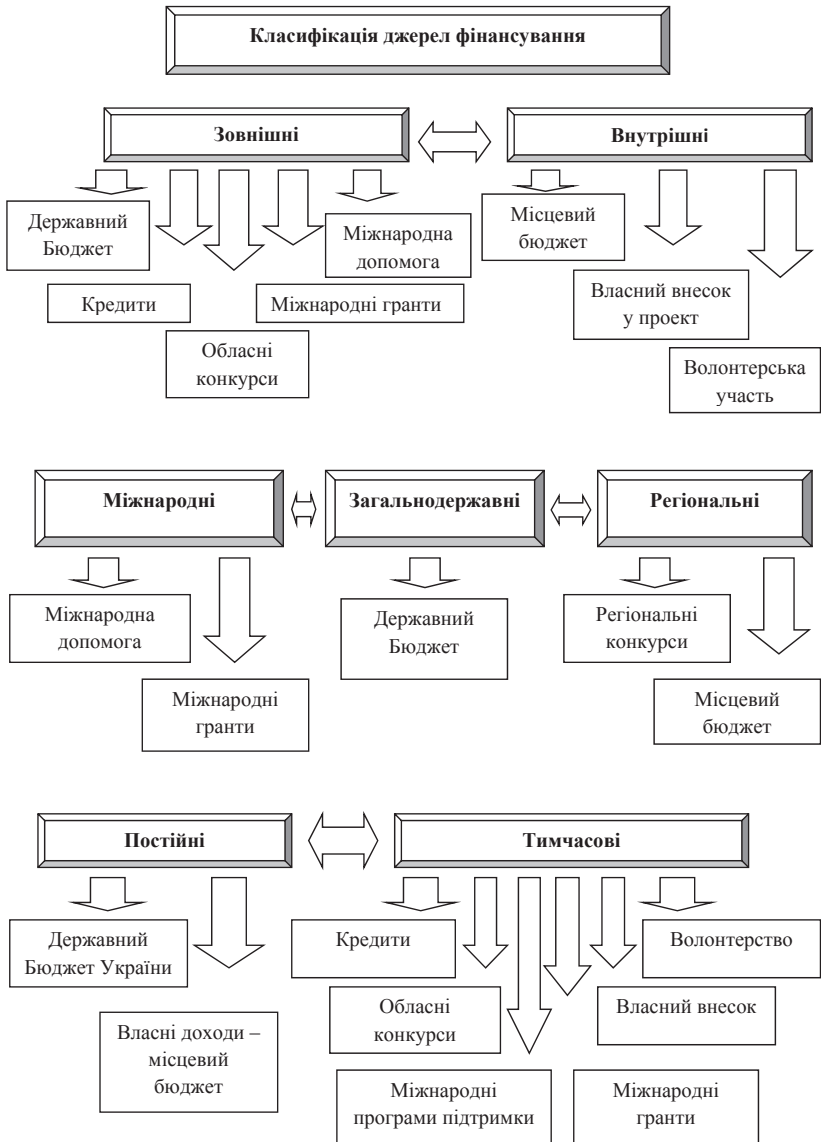 Класифікація джерел фінансування
Зовнішні
Внутрішні
Державний
Бюджет
Кредити
Обласні
конкурси
Міжнародні гранти
Міжнародна
допомога
Місцевий
бюджет
Власний внесок
у проект
Волонтерська
участь
Міжнародні
Загальнодержавні
Регіональні
Міжнародна
допомога
Міжнародні
гранти
Державний
Бюджет
Регіональні
конкурси
Місцевий
бюджет
Постійні
Тимчасові
Державний
Бюджет України
Власні доходи –
місцевий
бюджет
Кредити
Обласні
конкурси
Міжнародні
програми підтримки
Міжнародні
гранти
Власний внесок
Волонтерство